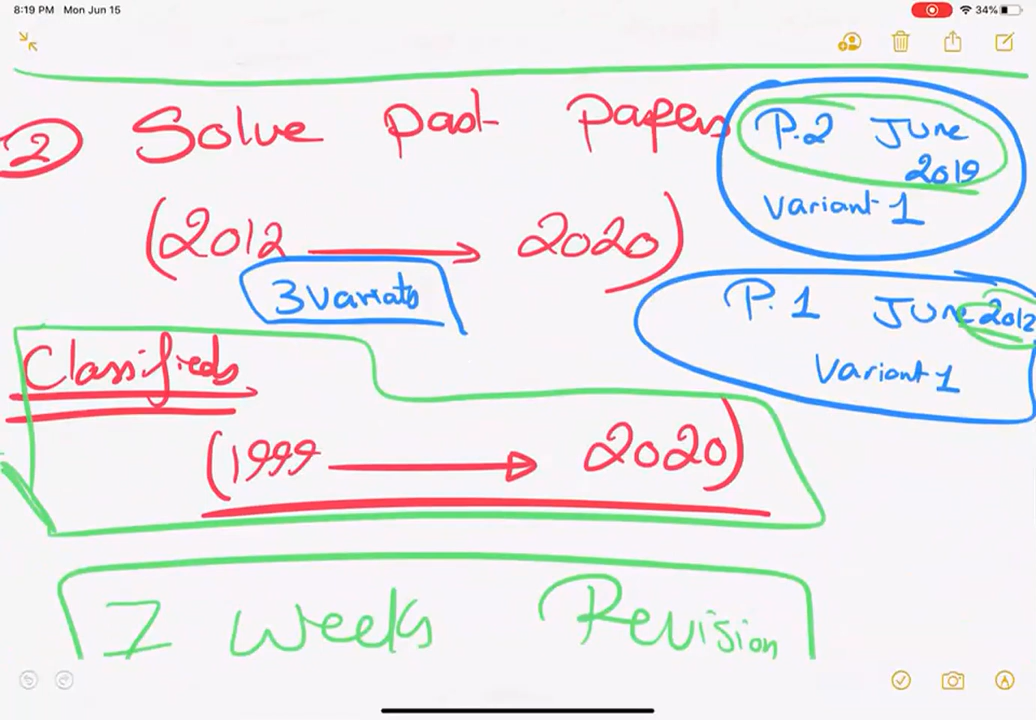 8:19 PM Mon Jun 15
34%
2 Solve past papers
(2012 → 2020)
3 Variats
P.2 June
2019
Variant 1
P.1 June 2012
Variant 1
Classifieds
(1999 → 2020)
7 Weeks Revision